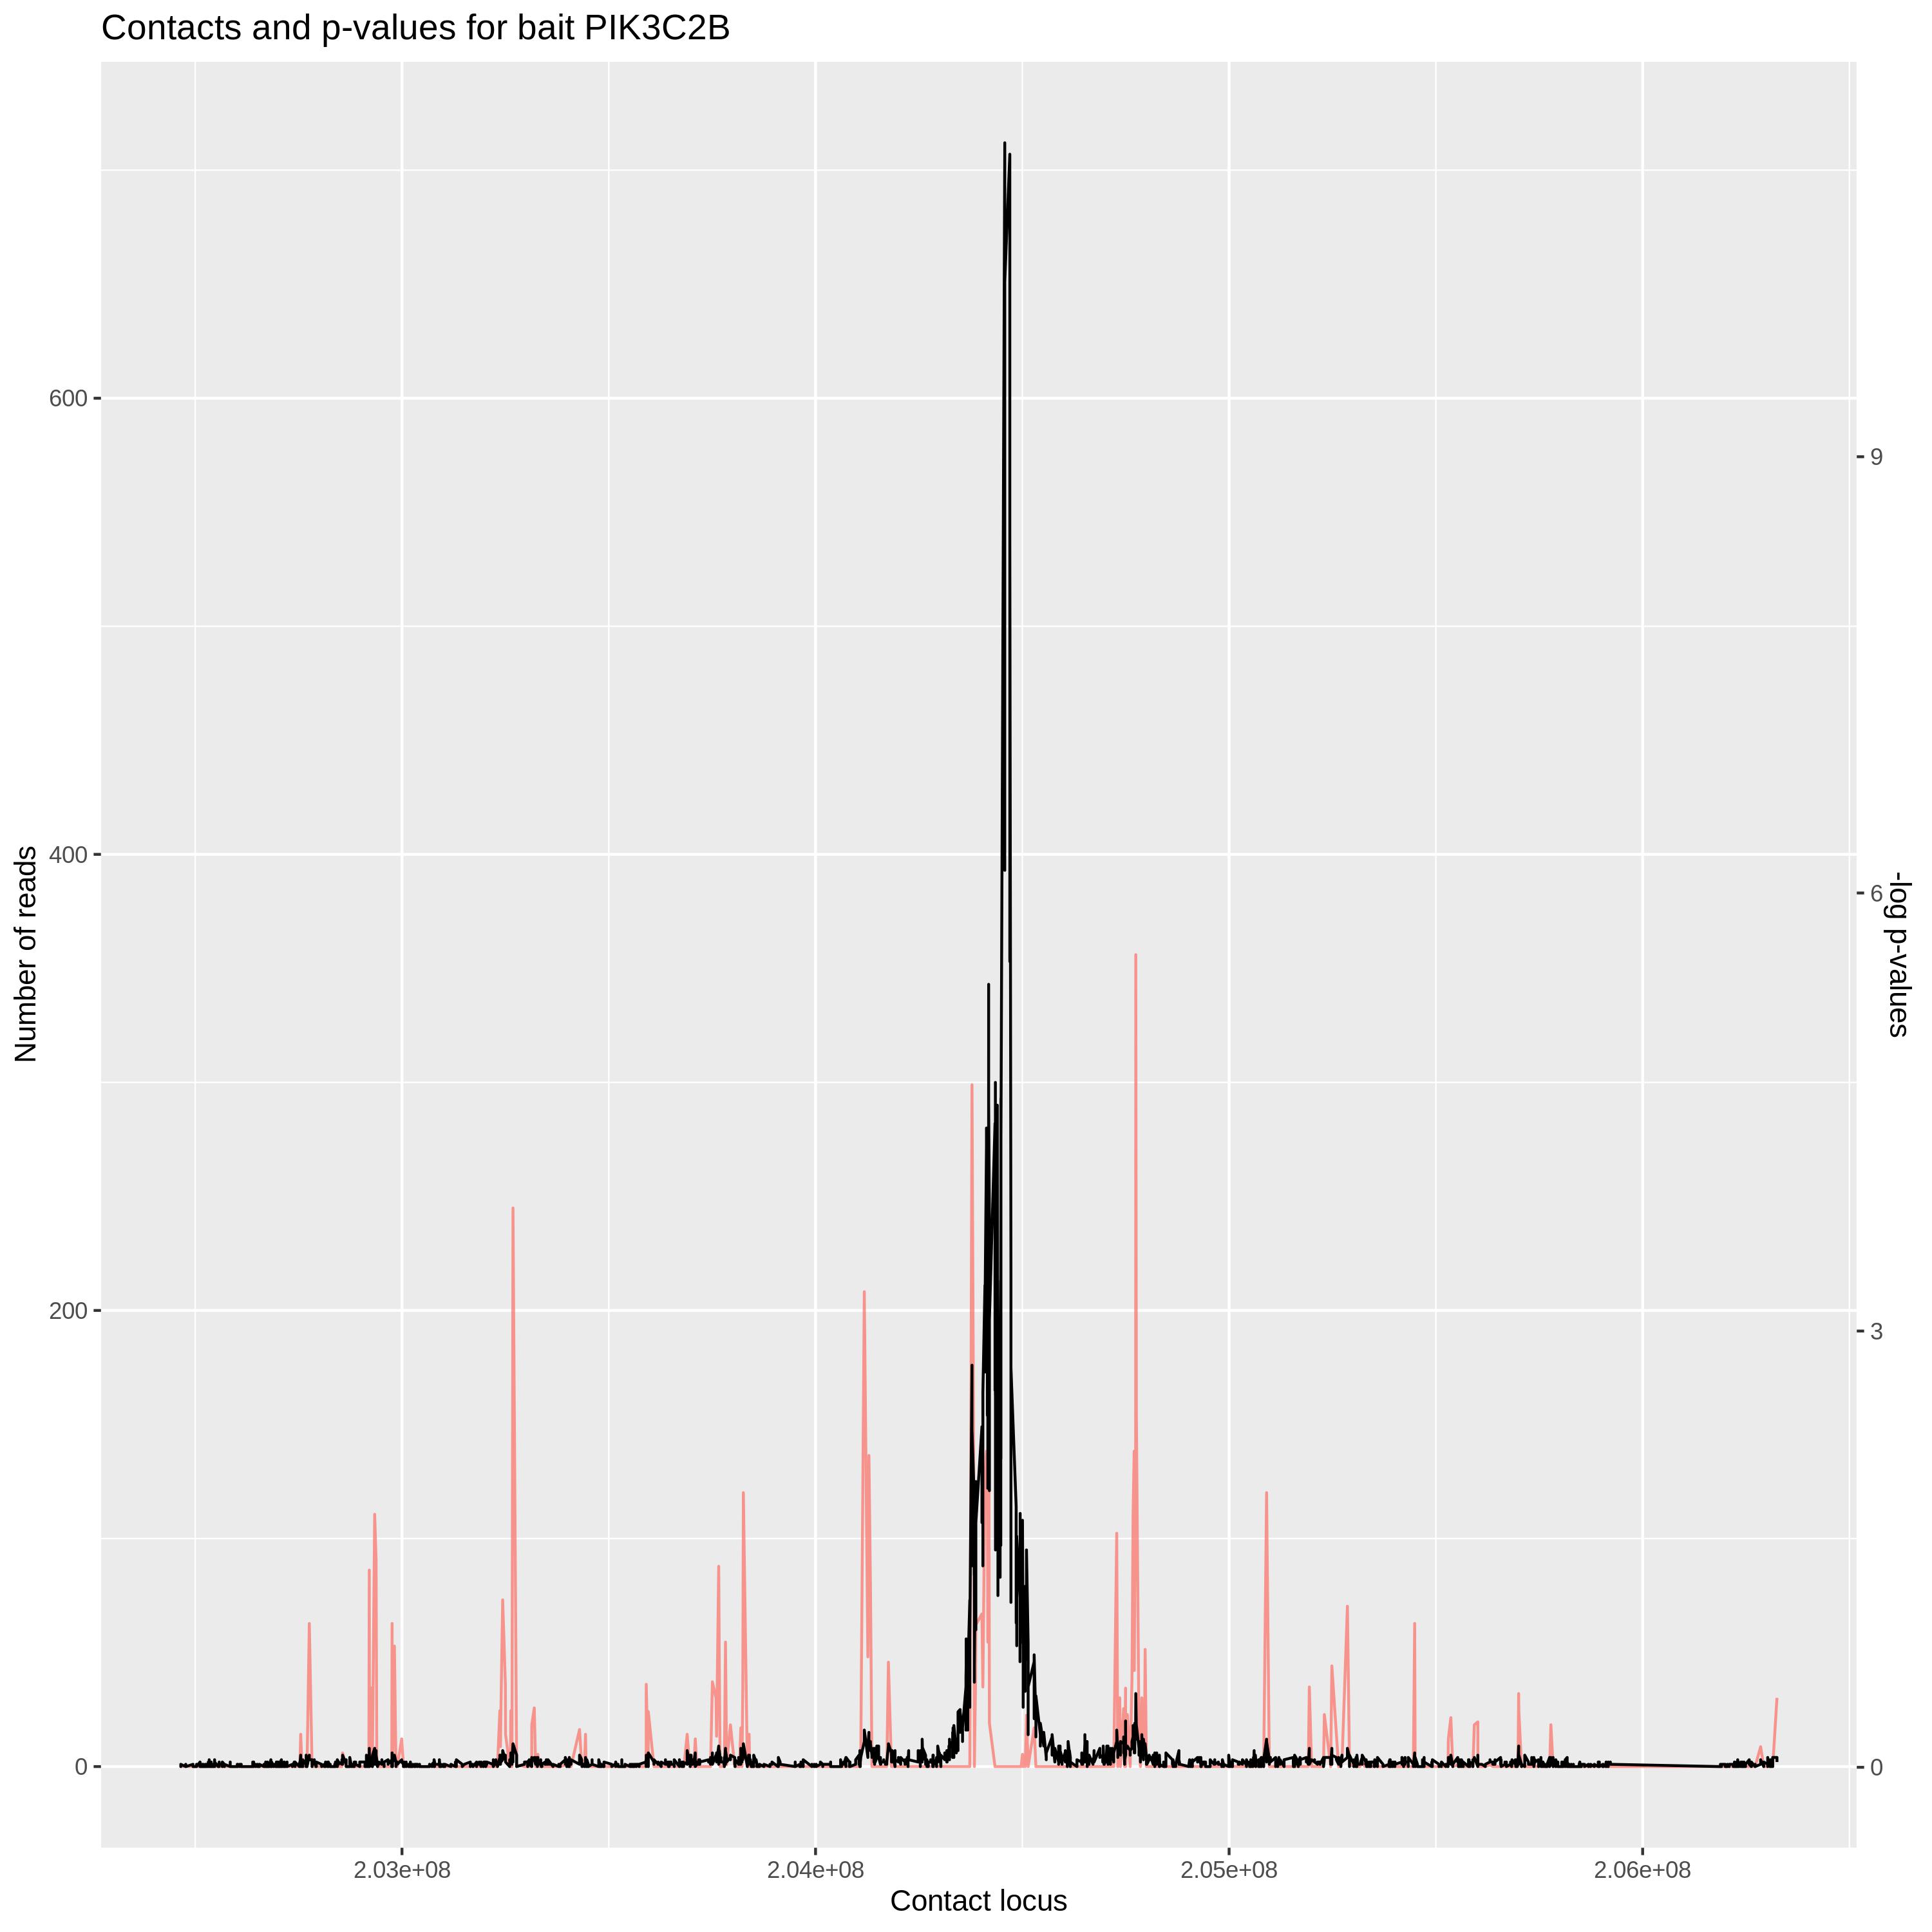 Contacts and p-values for bait PIK3C2B
Number of reads
600
400
200
0
9
6
3
0
-log p-values
2.03e+08
2.04e+08
2.05e+08
2.06e+08
Contact locus